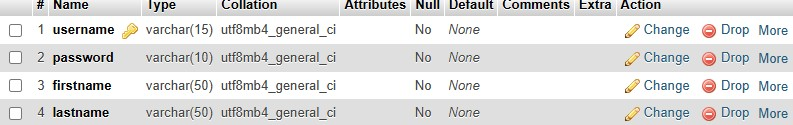 # Name Type Collation Attributes Null Default Comments Extra Action
1 username varchar(15) utf8mb4_general_ci No None Change Drop More
2 password varchar(10) utf8mb4_general_ci No None Change Drop More
3 firstname varchar(50) utf8mb4_general_ci No None Change Drop More
4 lastname varchar(50) utf8mb4_general_ci No None Change Drop More